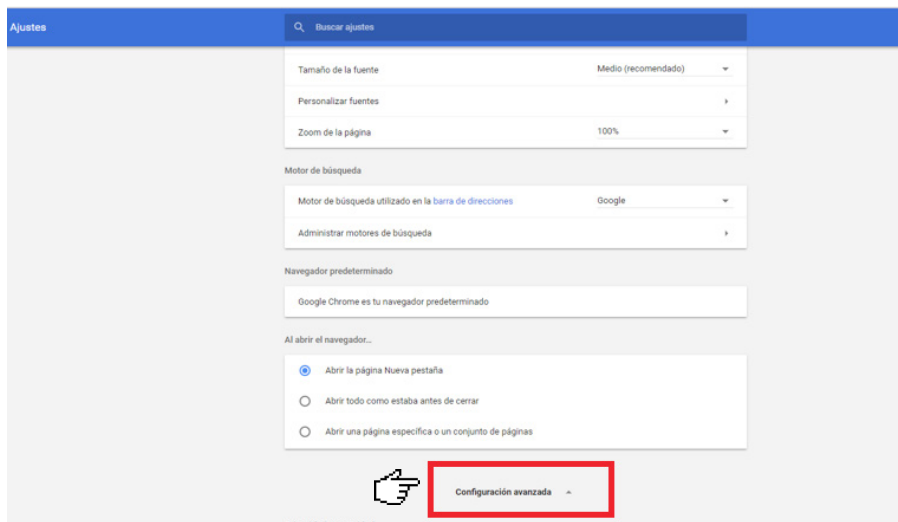 Ajustes
Buscar ajustes
Tamaño de la fuente Medio (recomendado)
Personalizar fuentes
Zoom de la página 100%
Motor de búsqueda
Motor de búsqueda utilizado en la barra de direcciones Google
Administrar motores de búsqueda
Navegador predeterminado
Google Chrome es tu navegador predeterminado
Al abrir el navegador...
Abrir la página Nueva pestaña
Abrir todo como estaba antes de cerrar
Abrir una página específica o un conjunto de páginas
Configuración avanzada